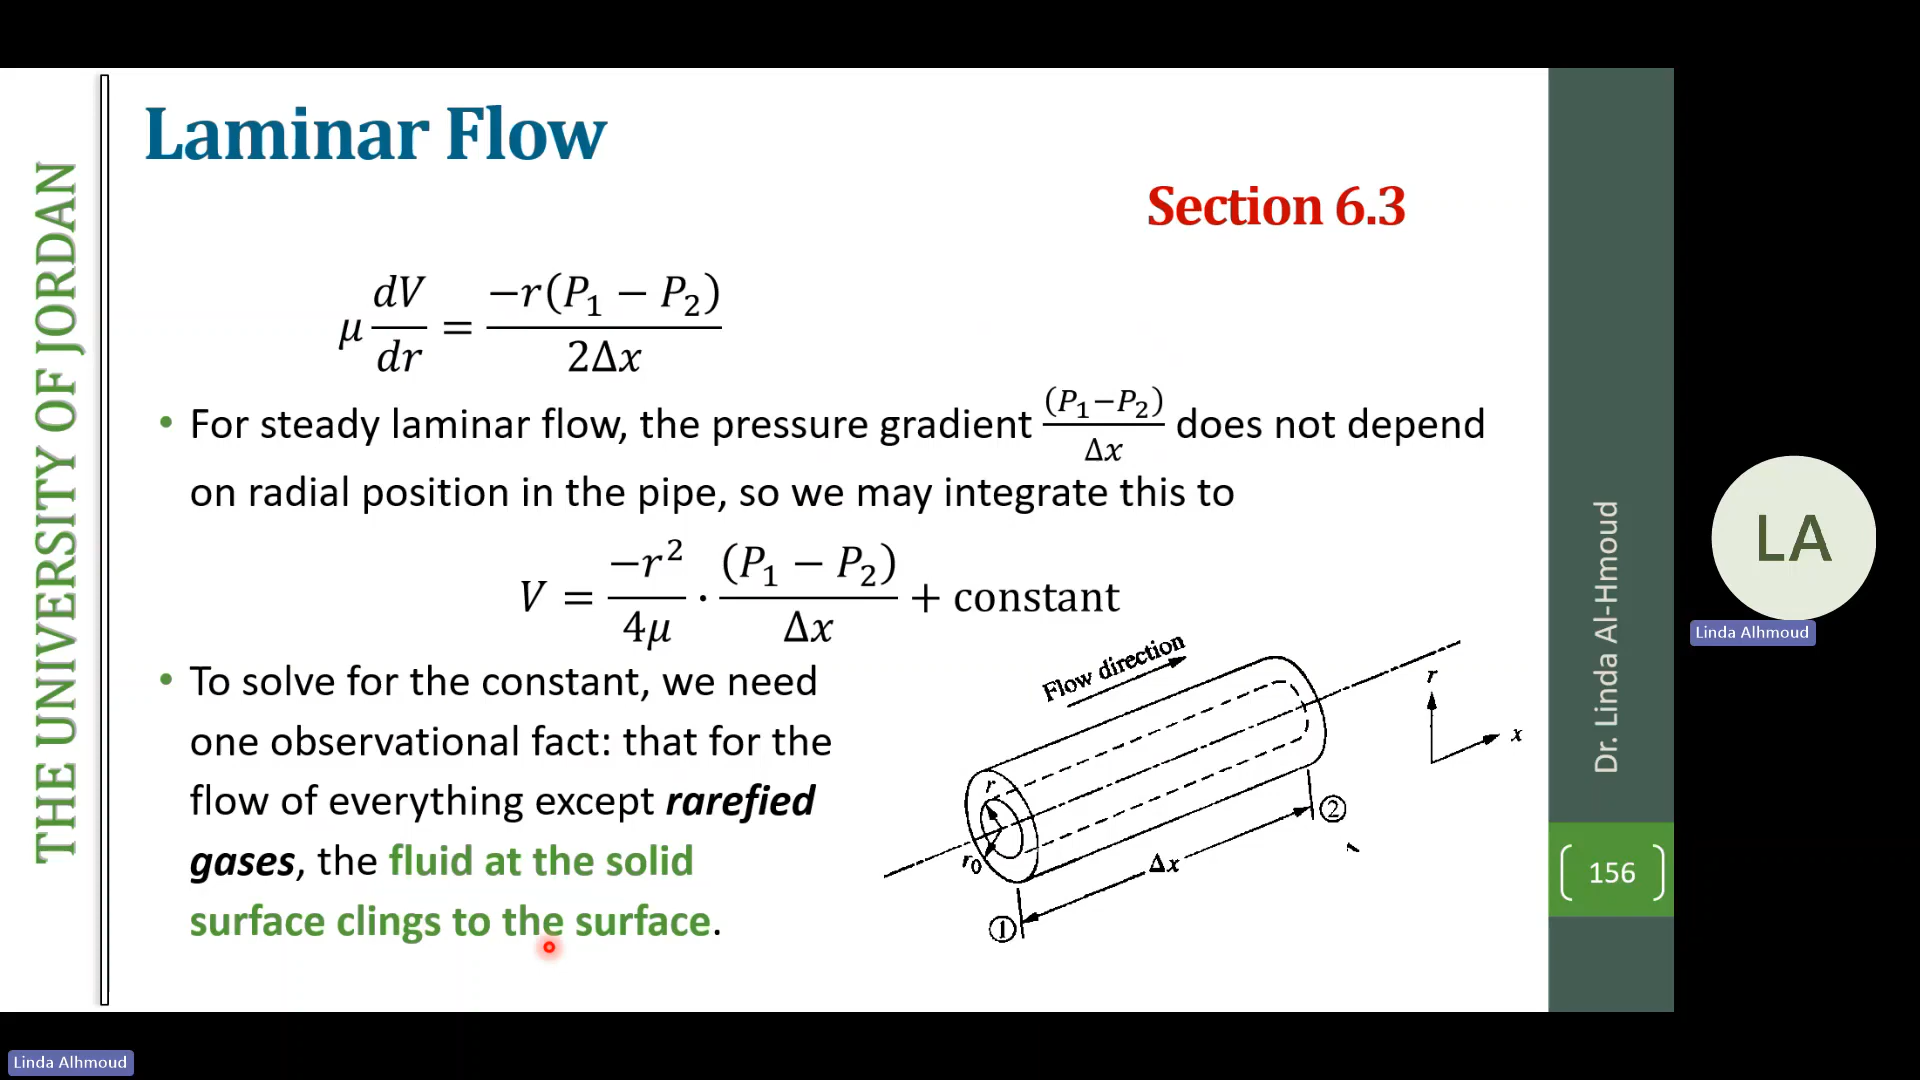 THE UNIVERSITY OF JORDAN
Laminar Flow
Section 6.3
μ dV/dr = −r(P₁ − P₂)/2Δx
• For steady laminar flow, the pressure gradient (P₁−P₂)/Δx does not depend
on radial position in the pipe, so we may integrate this to
V = −r²/4μ · (P₁ − P₂)/Δx + constant
• To solve for the constant, we need
one observational fact: that for the
flow of everything except rarefied
gases, the fluid at the solid
surface clings to the surface.
Flow direction
r
x
r
r₀
Δx
①
②
Dr. Linda Al-Hmoud
156
LA
Linda Alhmoud
Linda Alhmoud